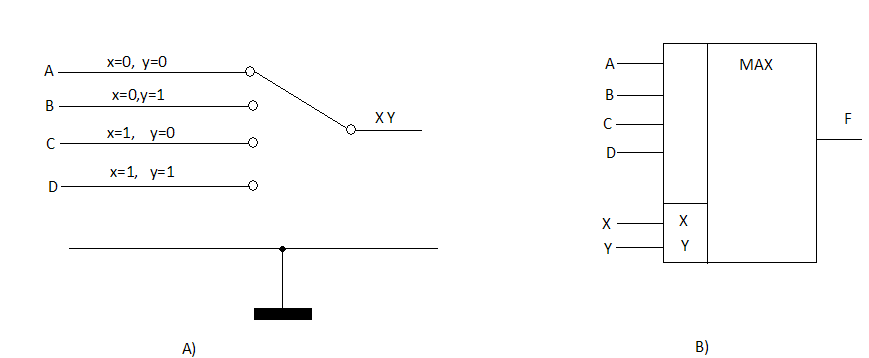 A
x=0, y=0
B
x=0,y=1
C
x=1, y=0
D
x=1, y=1
X Y
A)
MAX
A
B
C
D
F
X
X
Y
Y
B)